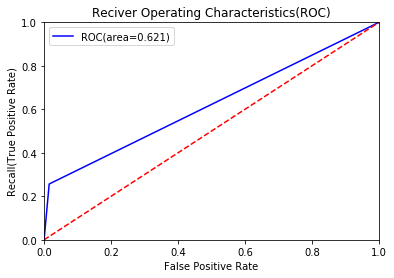 Reciver Operating Characteristics(ROC)
ROC(area=0.621)
Recall(True Positive Rate)
1.0
0.8
0.6
0.4
0.2
0.0
0.0 0.2 0.4 0.6 0.8 1.0
False Positive Rate